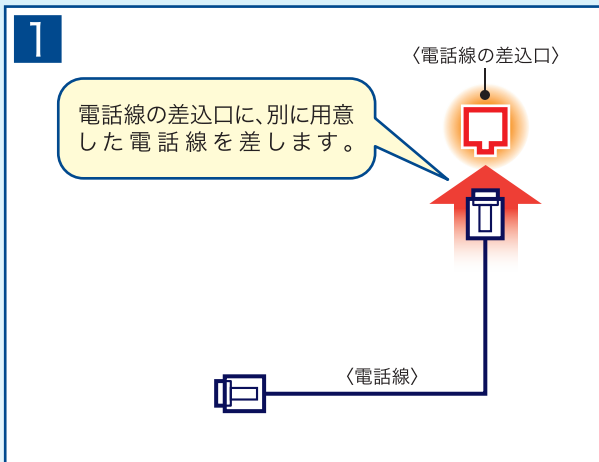 1
〈電話線の差込口〉
電話線の差込口に、別に用意
した電話線を差します。
〈電話線〉